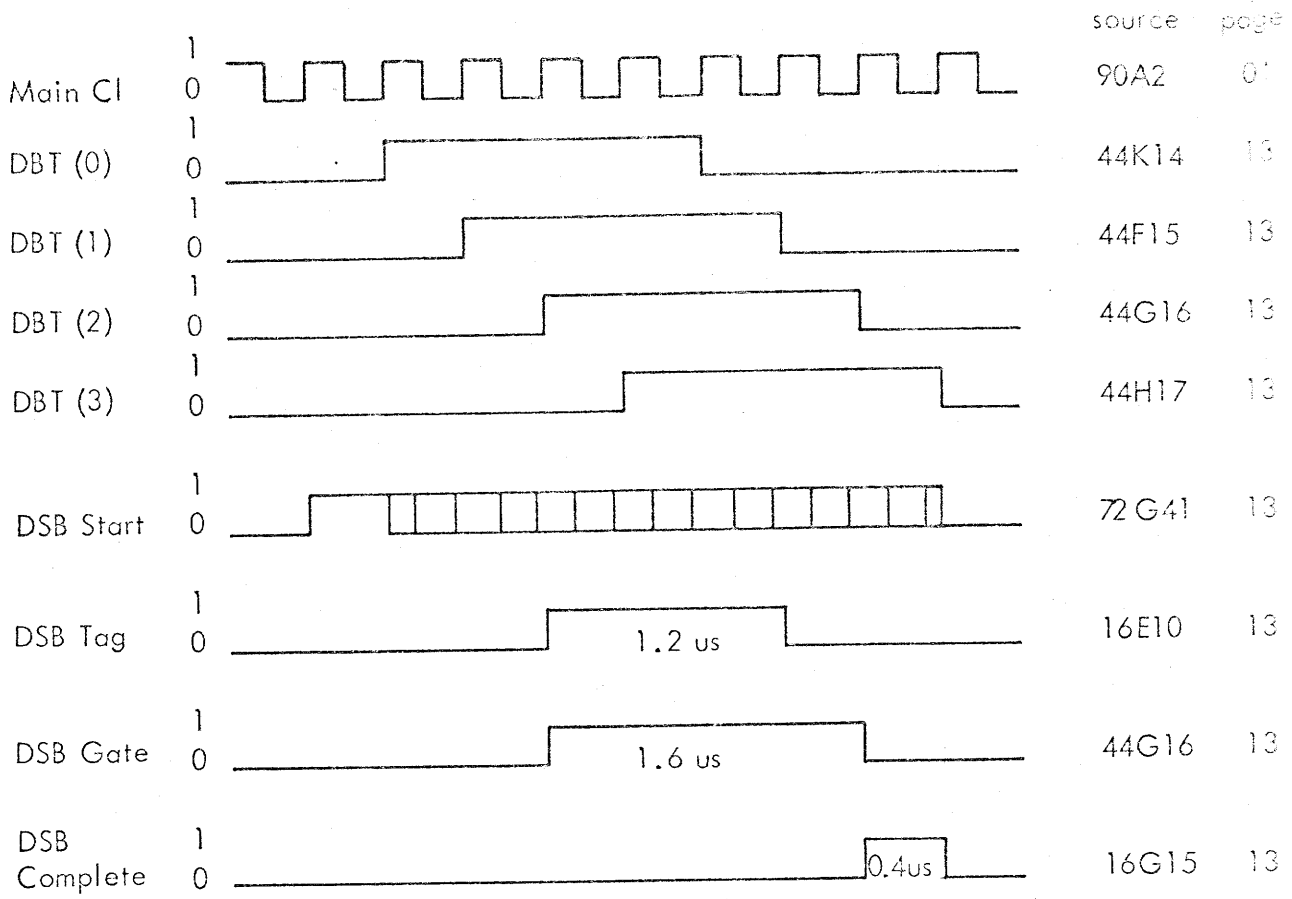 source page
1
Main Cl 0 90A2
1
DBT (0) 0 44K14 13
1
DBT (1) 0 44F15 13
1
DBT (2) 0 44G16 13
1
DBT (3) 0 44H17 13
1
DSB Start 0 72 G41 13
1
DSB Tag 0 1.2 us 16E10 13
1
DSB Gate 0 1.6 us 44G16 13
DSB 1
Complete 0 0.4us 16G15 13